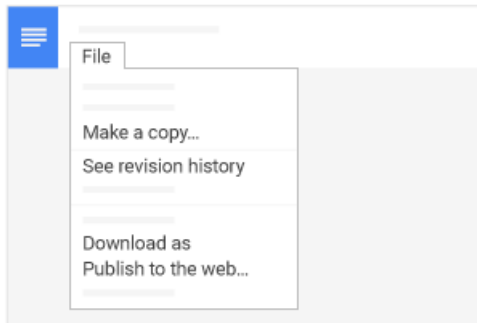 File
Make a copy...
See revision history
Download as
Publish to the web...